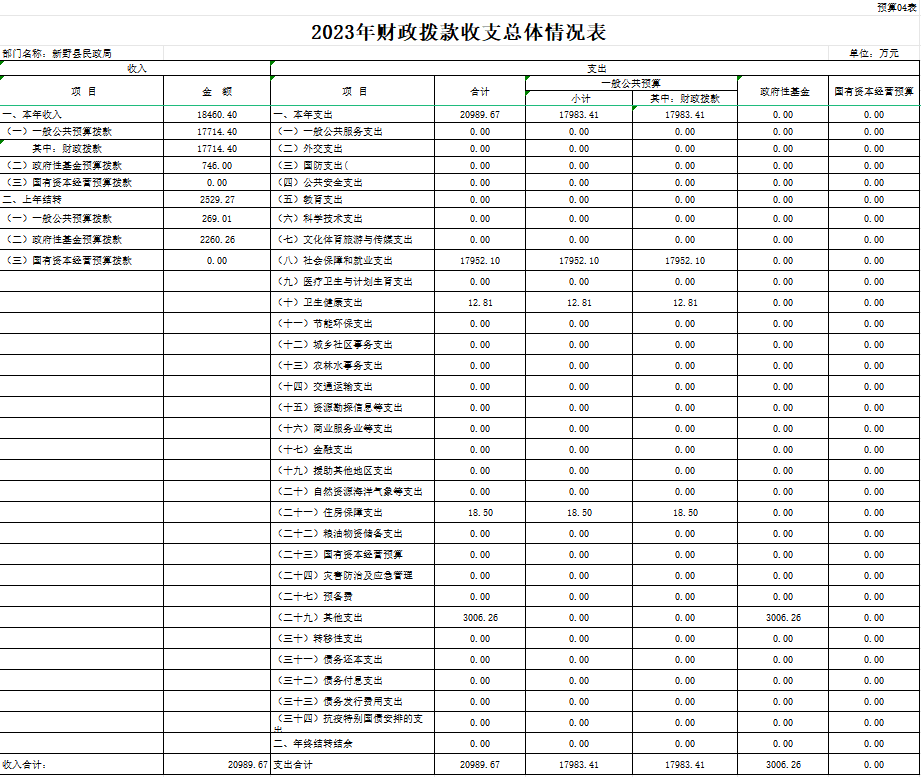 预算04表
2023年财政拨款收支总体情况表
部门名称：新野县民政局 单位：万元
收入 支出
项 目 金 额 项 目 合计 一般公共预算 政府性基金 国有资本经营预算
小计 其中：财政拨款
一、本年收入 18460.40 一、本年支出 20989.67 17983.41 17983.41 0.00 0.00
（一）一般公共预算拨款 17714.40 （一）一般公共服务支出 0.00 0.00 0.00 0.00 0.00
其中：财政拨款 17714.40 （二）外交支出 0.00 0.00 0.00 0.00 0.00
（二）政府性基金预算拨款 746.00 （三）国防支出( 0.00 0.00 0.00 0.00 0.00
（三）国有资本经营预算拨款 0.00 （四）公共安全支出 0.00 0.00 0.00 0.00 0.00
二、上年结转 2529.27 （五）教育支出 0.00 0.00 0.00 0.00 0.00
（一）一般公共预算拨款 269.01 （六）科学技术支出 0.00 0.00 0.00 0.00 0.00
（二）政府性基金预算拨款 2260.26 （七）文化体育旅游与传媒支出 0.00 0.00 0.00 0.00 0.00
（三）国有资本经营预算拨款 0.00 （八）社会保障和就业支出 17952.10 17952.10 17952.10 0.00 0.00
（九）医疗卫生与计划生育支出 0.00 0.00 0.00 0.00 0.00
（十）卫生健康支出 12.81 12.81 12.81 0.00 0.00
（十一）节能环保支出 0.00 0.00 0.00 0.00 0.00
（十二）城乡社区事务支出 0.00 0.00 0.00 0.00 0.00
（十三）农林水事务支出 0.00 0.00 0.00 0.00 0.00
（十四）交通运输支出 0.00 0.00 0.00 0.00 0.00
（十五）资源勘探信息等支出 0.00 0.00 0.00 0.00 0.00
（十六）商业服务业等支出 0.00 0.00 0.00 0.00 0.00
（十七）金融支出 0.00 0.00 0.00 0.00 0.00
（十九）援助其他地区支出 0.00 0.00 0.00 0.00 0.00
（二十）自然资源海洋气象等支出 0.00 0.00 0.00 0.00 0.00
（二十一）住房保障支出 18.50 18.50 18.50 0.00 0.00
（二十二）粮油物资储备支出 0.00 0.00 0.00 0.00 0.00
（二十三）国有资本经营预算 0.00 0.00 0.00 0.00 0.00
（二十四）灾害防治及应急管理 0.00 0.00 0.00 0.00 0.00
（二十七）预备费 0.00 0.00 0.00 0.00 0.00
（二十九）其他支出 3006.26 0.00 0.00 3006.26 0.00
（三十）转移性支出 0.00 0.00 0.00 0.00 0.00
（三十一）债务还本支出 0.00 0.00 0.00 0.00 0.00
（三十二）债务付息支出 0.00 0.00 0.00 0.00 0.00
（三十三）债务发行费用支出 0.00 0.00 0.00 0.00 0.00
（三十四）抗疫特别国债安排的支出 0.00 0.00 0.00 0.00 0.00
二、年终结转结余 0.00 0.00 0.00 0.00 0.00
收入合计： 20989.67 支出合计 20989.67 17983.41 17983.41 3006.26 0.00